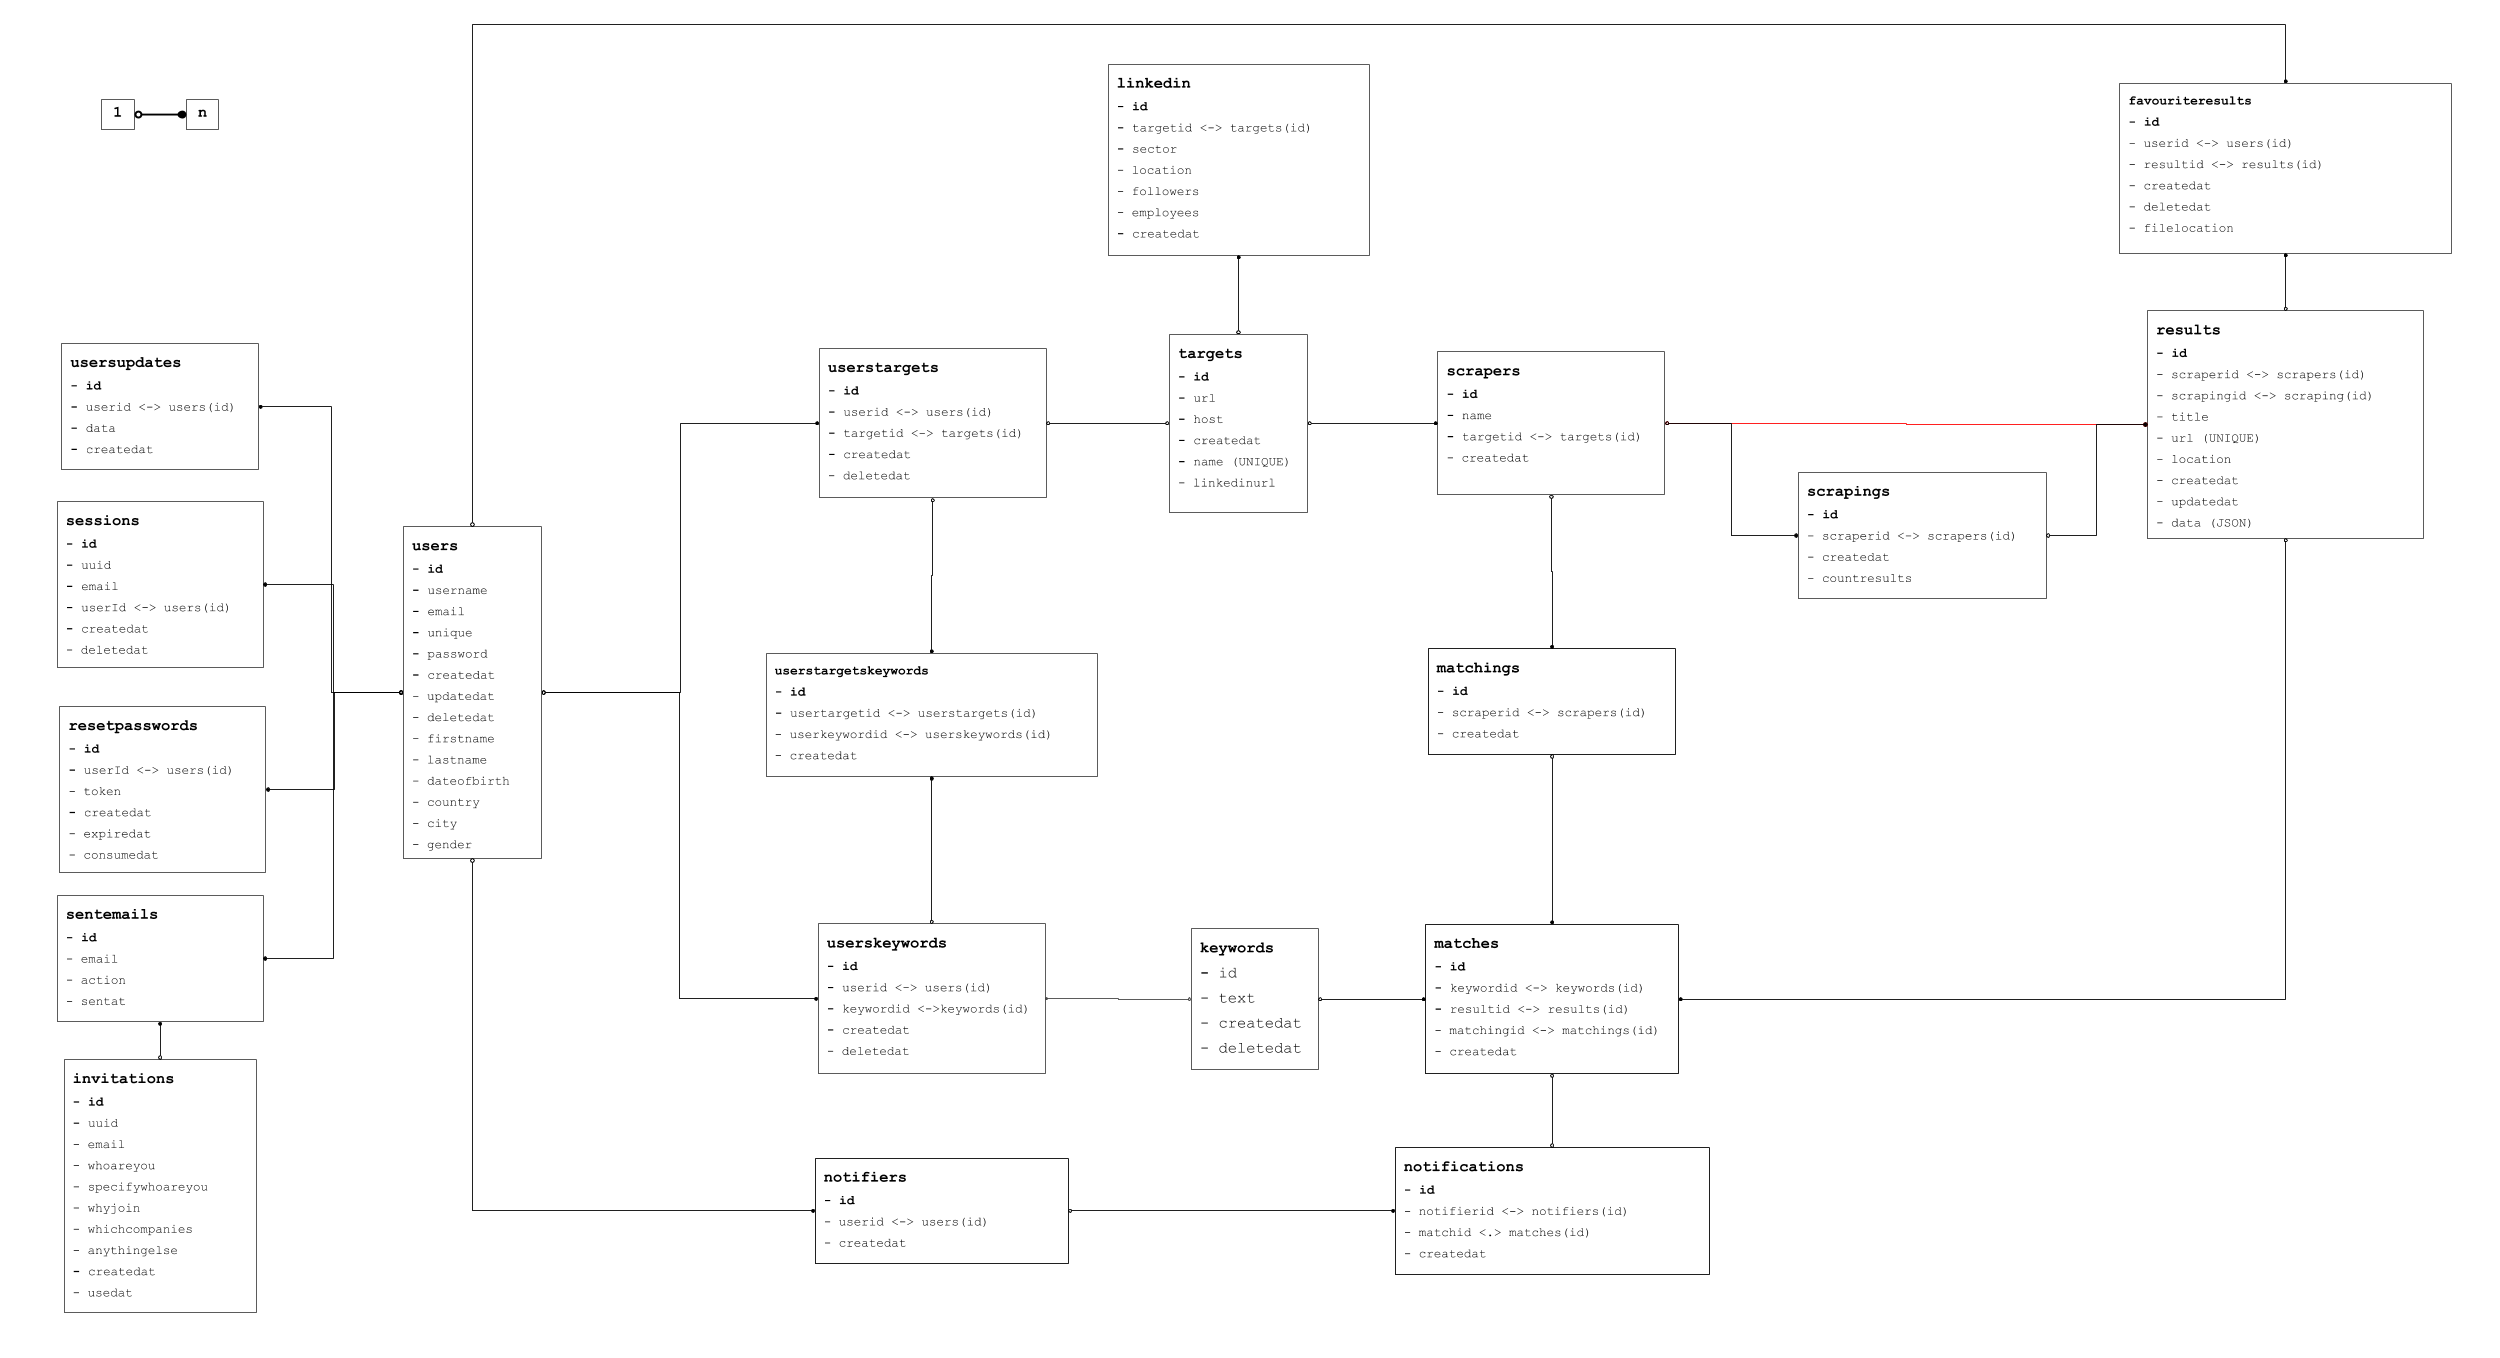 1
n
linkedin
- id
- targetid <-> targets(id)
- sector
- location
- followers
- employees
- createdat
favouriteresults
- id
- userid <-> users(id)
- resultid <-> results(id)
- createdat
- deletedat
- filelocation
usersupdates
- id
- userid <-> users(id)
- data
- createdat
sessions
- id
- uuid
- email
- userId <-> users(id)
- createdat
- deletedat
resetpasswords
- id
- userId <-> users(id)
- token
- createdat
- expiredat
- consumedat
sentemails
- id
- email
- action
- sentat
invitations
- id
- uuid
- email
- whoareyou
- specifywhoareyou
- whyjoin
- whichcompanies
- anythingelse
- createdat
- usedat
users
- id
- username
- email
- unique
- password
- createdat
- updatedat
- deletedat
- firstname
- lastname
- dateofbirth
- country
- city
- gender
userstargets
- id
- userid <-> users(id)
- targetid <-> targets(id)
- createdat
- deletedat
targets
- id
- url
- host
- createdat
- name (UNIQUE)
- linkedinurl
scrapers
- id
- name
- targetid <-> targets(id)
- createdat
results
- id
- scraperid <-> scrapers(id)
- scrapingid <-> scraping(id)
- title
- url (UNIQUE)
- location
- createdat
- updatedat
- data (JSON)
scrapings
- id
- scraperid <-> scrapers(id)
- createdat
- countresults
userstargetskeywords
- id
- usertargetid <-> userstargets(id)
- userkeywordid <-> userskeywords(id)
- createdat
matchings
- id
- scraperid <-> scrapers(id)
- createdat
userskeywords
- id
- userid <-> users(id)
- keywordid <->keywords(id)
- createdat
- deletedat
keywords
- id
- text
- createdat
- deletedat
matches
- id
- keywordid <-> keywords(id)
- resultid <-> results(id)
- matchingid <-> matchings(id)
- createdat
notifiers
- id
- userid <-> users(id)
- createdat
notifications
- id
- notifierid <-> notifiers(id)
- matchid <.> matches(id)
- createdat